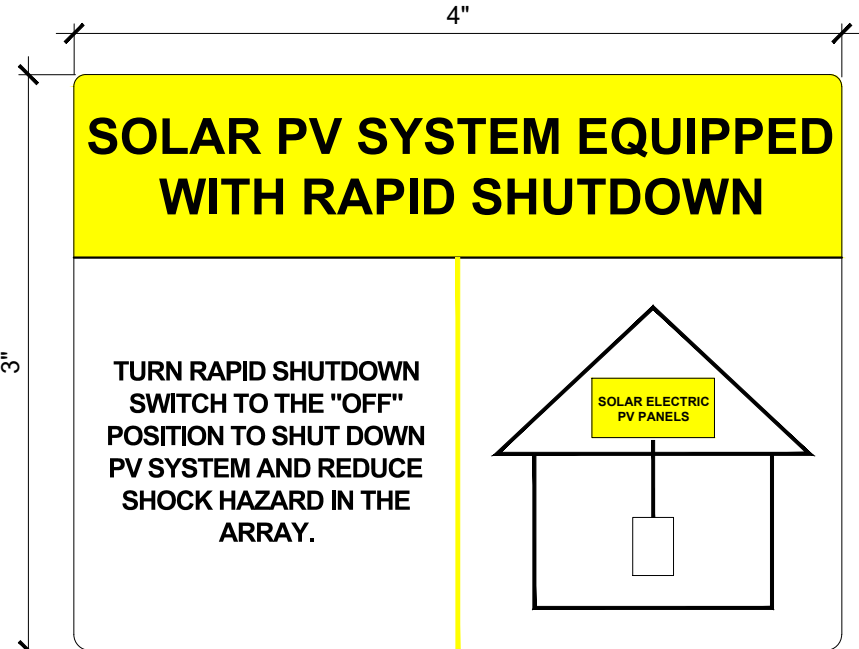 4"
SOLAR PV SYSTEM EQUIPPED
WITH RAPID SHUTDOWN
3"
TURN RAPID SHUTDOWN
SWITCH TO THE "OFF"
POSITION TO SHUT DOWN
PV SYSTEM AND REDUCE
SHOCK HAZARD IN THE
ARRAY.
SOLAR ELECTRIC
PV PANELS